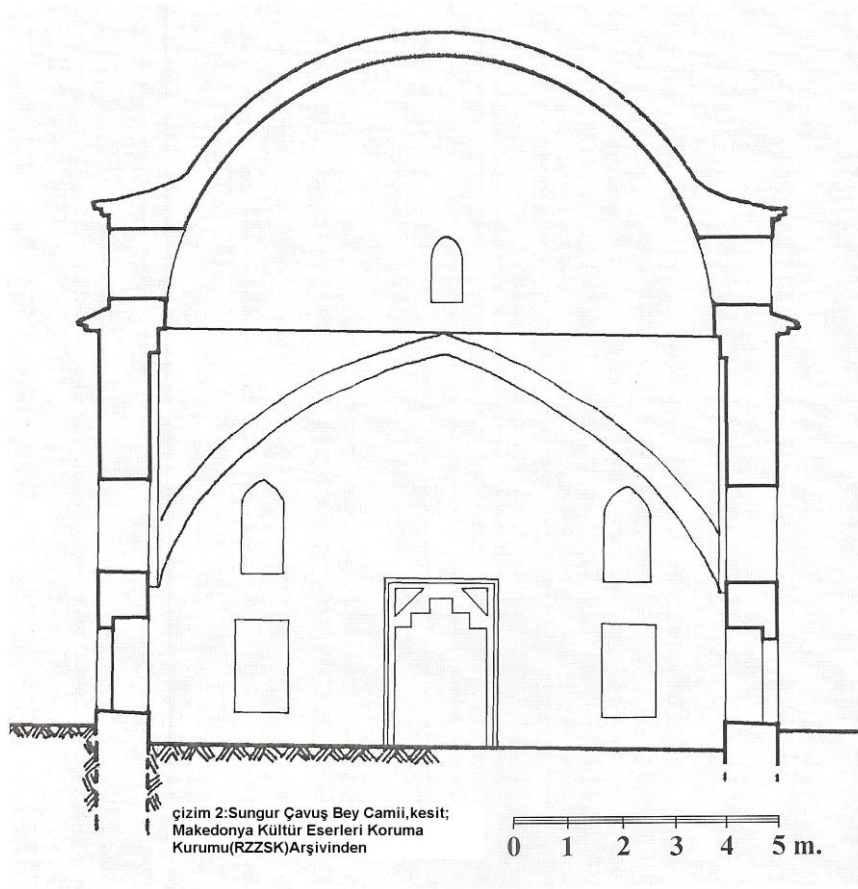 çizim 2:Sungur Çavuş Bey Camii,kesit;
Makedonya Kültür Eserleri Koruma
Kurumu(RZZSK)Arşivinden
0 1 2 3 4 5 m.